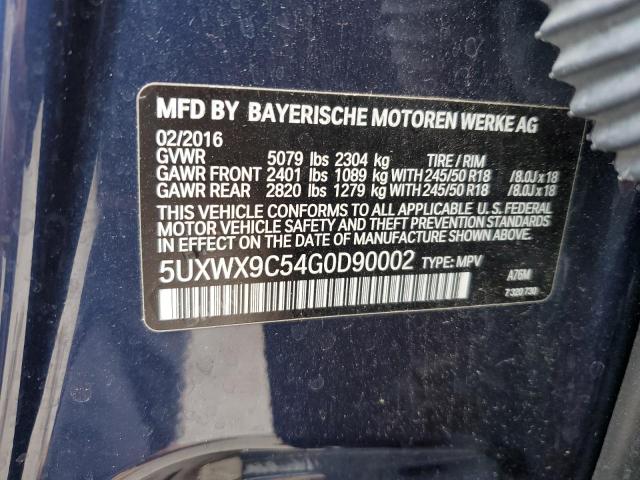 MFD BY BAYERISCHE MOTOREN WERKE AG
02/2016
GVWR 5079 lbs 2304 kg TIRE / RIM
GAWR FRONT 2401 lbs 1089 kg WITH 245/50 R18 /8.0J x 18
GAWR REAR 2820 lbs 1279 kg WITH 245/50 R18 /8.0J x 18
THIS VEHICLE CONFORMS TO ALL APPLICABLE U. S. FEDERAL
MOTOR VEHICLE SAFETY AND THEFT PREVENTION STANDARDS
IN EFFECT ON THE DATE OF MANUFACTURE SHOWN ABOVE.
5UXWX9C54G0D90002 TYPE: MPV A76M
7 320 730